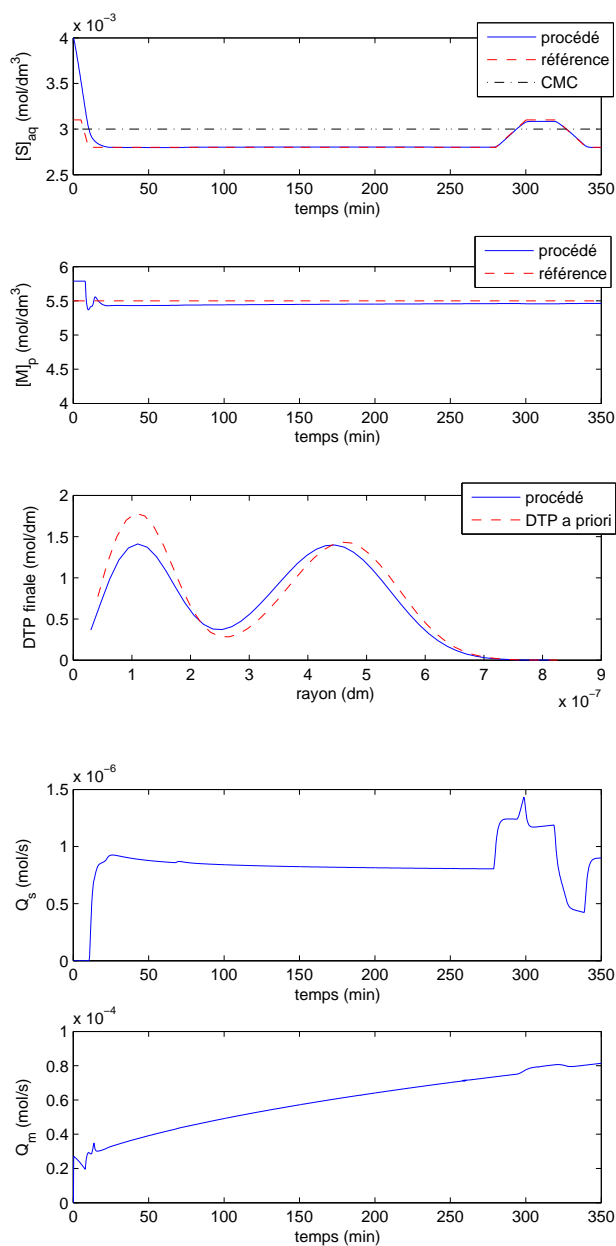 x 10−3
4
3.5
3
2.5
[S]aq (mol/dm3)
procédé
référence
CMC
0 50 100 150 200 250 300 350
temps (min)
6
5.5
5
4.5
4
[M]p (mol/dm3)
procédé
référence
0 50 100 150 200 250 300 350
temps (min)
2
1.5
1
0.5
0
DTP finale (mol/dm)
procédé
DTP a priori
0 1 2 3 4 5 6 7 8 9
rayon (dm)
x 10−7
x 10−6
1.5
1
0.5
0
Qs (mol/s)
0 50 100 150 200 250 300 350
temps (min)
x 10−4
1
0.8
0.6
0.4
0.2
0
Qm (mol/s)
0 50 100 150 200 250 300 350
temps (min)